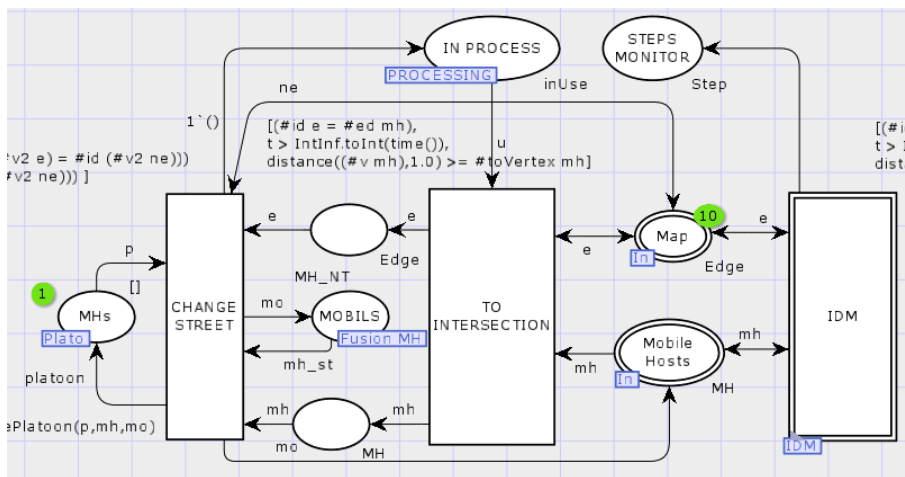 IN PROCESS
PROCESSING
inUse
STEPS
MONITOR
Step
ne
1`()
[(#id e = #ed mh),
t > IntInf.toInt(time()),
distance((#v mh),1.0) >= #toVertex mh]
u
[(#i
t > I
dista
#v2 e) = #id (#v2 ne)))
#v2 ne))) ]
e
e
Edge
MH_NT
10
Map
In
e
Edge
e
p
[]
1
MHs
Plato
CHANGE
STREET
mo
MOBILS
Fusion MH
mh_st
TO
INTERSECTION
Mobile
Hosts
In
mh
MH
mh
IDM
IDM
platoon
ePlatoon(p,mh,mo)
mh
mh
MH
mo